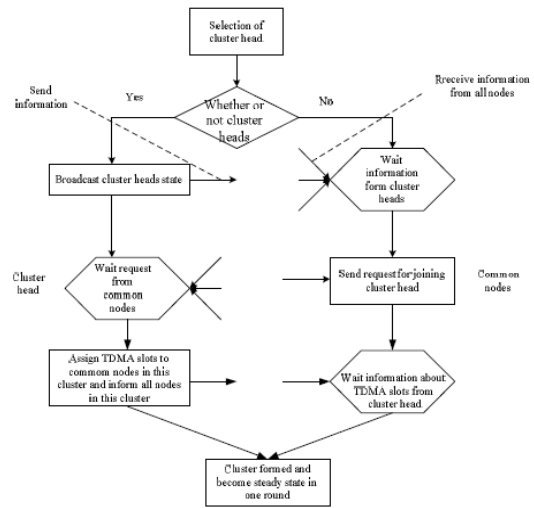 Selection of
cluster head
Send
information
Yes
Whether or
not cluster
heads
No
Rreceive information
from all nodes
Broadcast cluster heads state
Wait
information
form cluster
heads
Cluster
head
Wait request
from
common
nodes
Send request for joining
cluster head
Common
nodes
Assign TDMA slots to
common nodes in this
cluster and inform all nodes
in this cluster
Wait information about
TDMA slots from
cluster head
Cluster formed and
become steady state in
one round